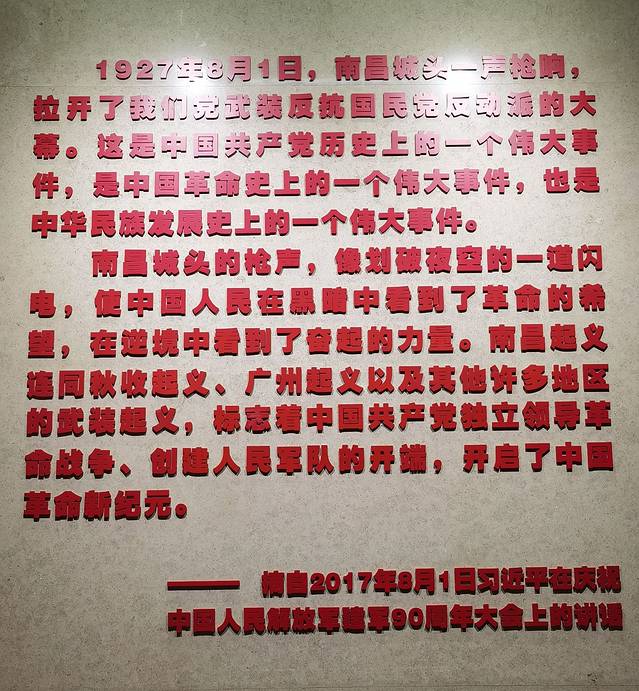 1927年8月1日，南昌城头一声枪响，
拉开了我们党武装反抗国民党反动派的大
幕。这是中国共产党历史上的一个伟大事
件，是中国革命史上的一个伟大事件，也是
中华民族发展史上的一个伟大事件。
南昌城头的枪声，像划破夜空的一道闪
电，使中国人民在黑暗中看到了革命的希
望，在逆境中看到了奋起的力量。南昌起义
连同秋收起义、广州起义以及其他许多地区
的武装起义，标志着中国共产党独立领导革
命战争、创建人民军队的开端，开启了中国
革命新纪元。
—— 摘自2017年8月1日习近平在庆祝
中国人民解放军建军90周年大会上的讲话